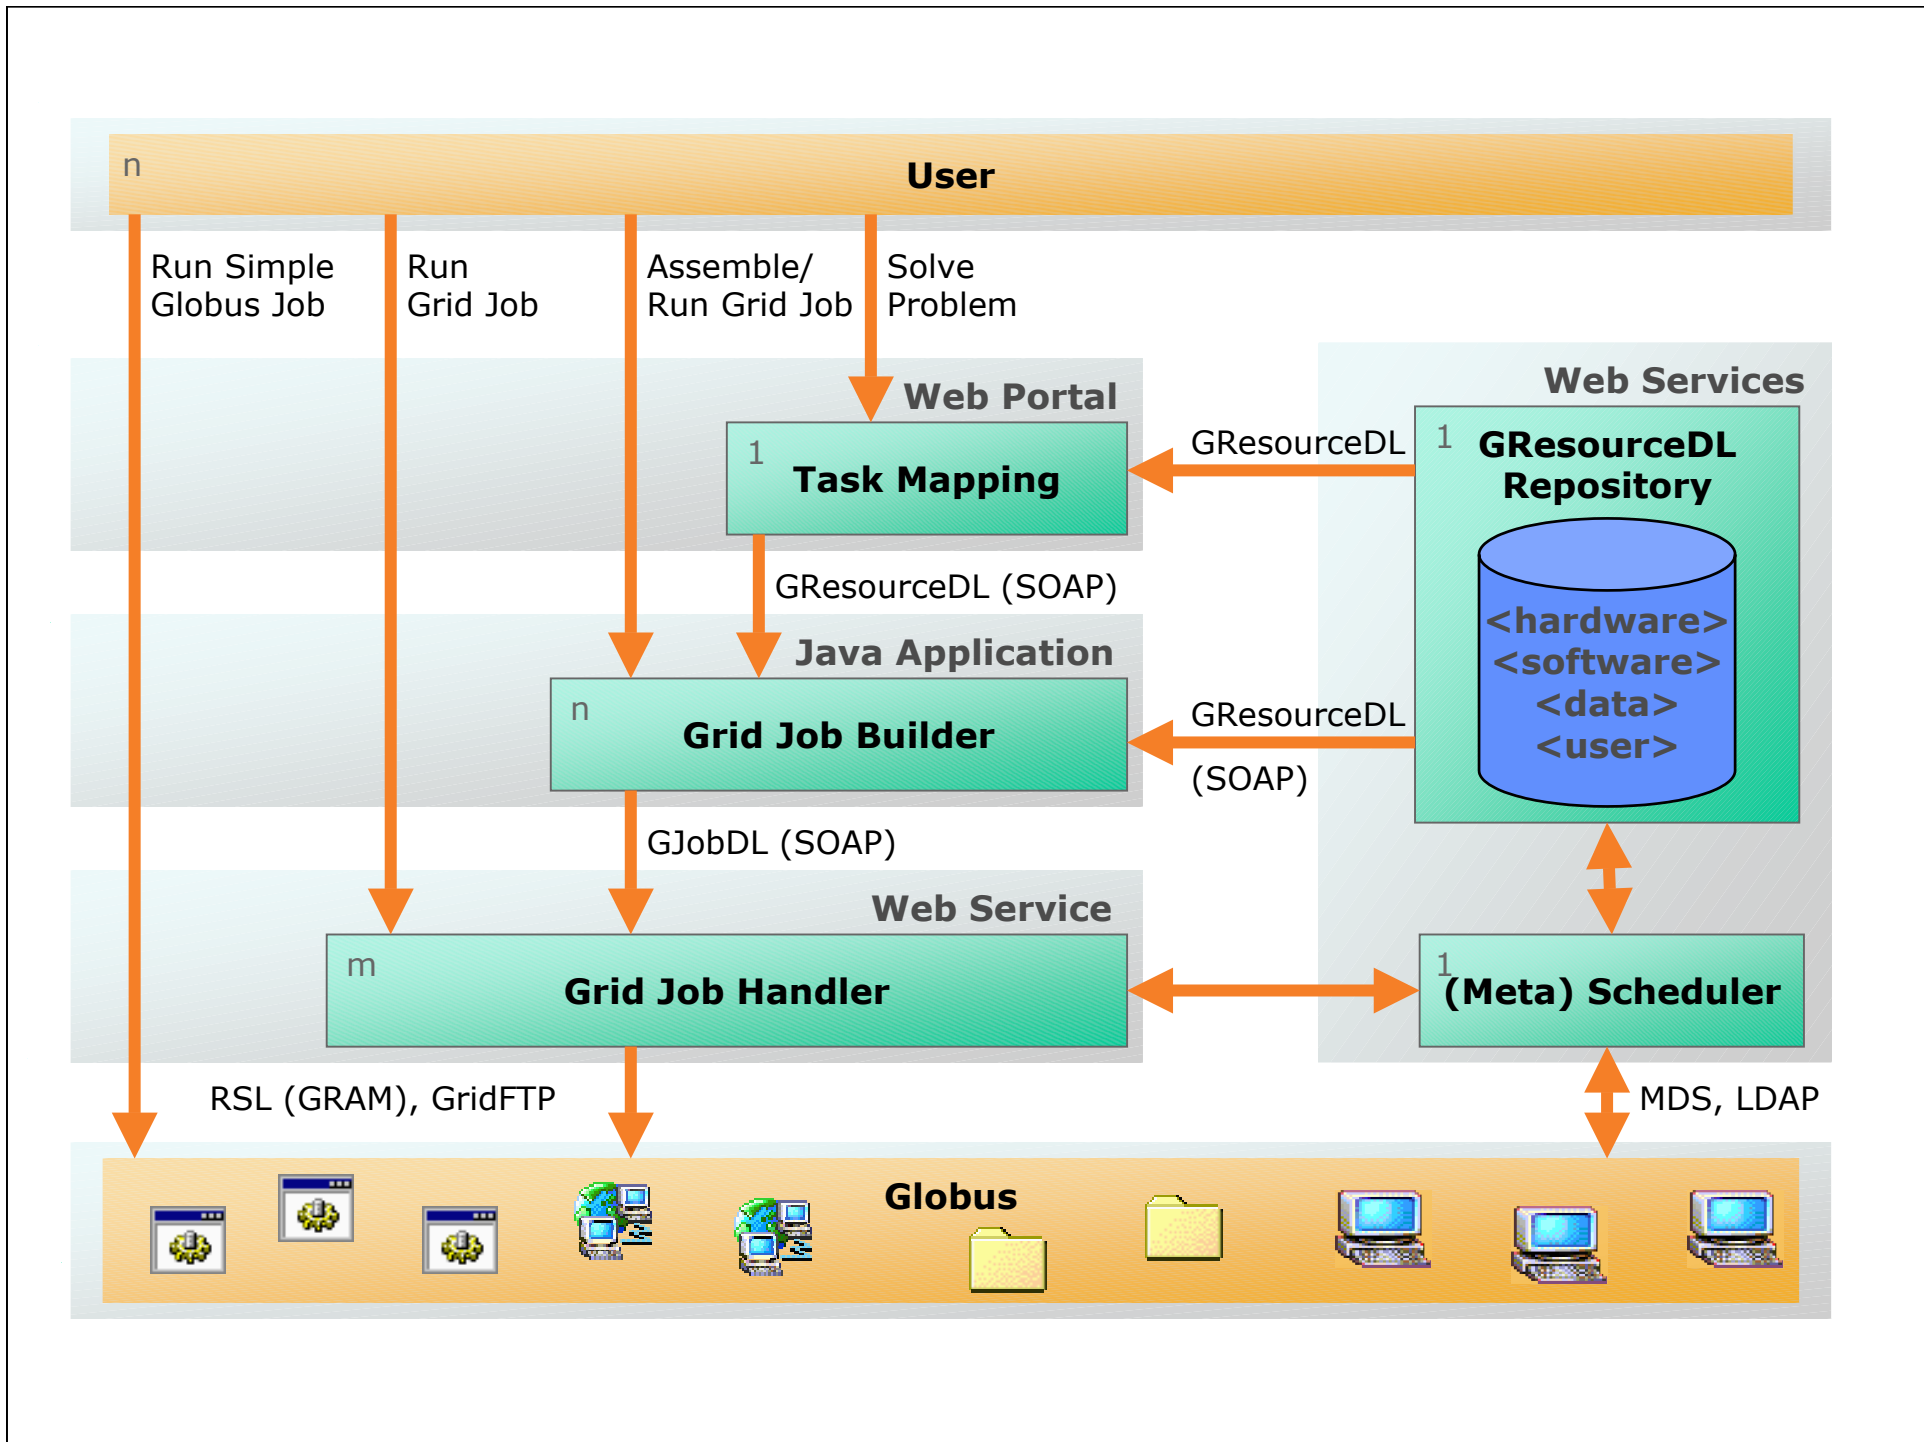 n
User
Run Simple
Globus Job
Run
Grid Job
Assemble/
Run Grid Job
Solve
Problem
Web Portal
1
Task Mapping
GResourceDL
Web Services
1
GResourceDL
Repository
<hardware>
<software>
<data>
<user>
GResourceDL (SOAP)
Java Application
n
Grid Job Builder
GResourceDL
(SOAP)
GJobDL (SOAP)
Web Service
m
Grid Job Handler
1
(Meta) Scheduler
RSL (GRAM), GridFTP
MDS, LDAP
Globus